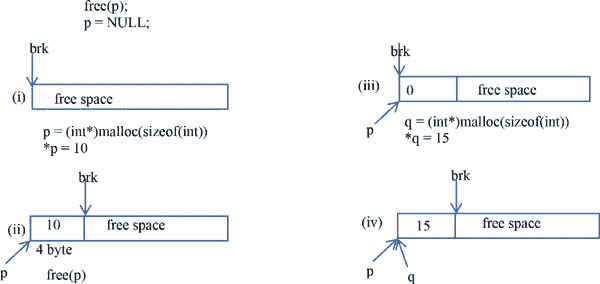 free(p);
p = NULL;
brk
(i)
free space
p = (int*)malloc(sizeof(int))
*p = 10
brk
(ii)
10
free space
4 byte
p
free(p)
brk
(iii)
0
free space
p
q = (int*)malloc(sizeof(int))
*q = 15
brk
(iv)
15
free space
p
q